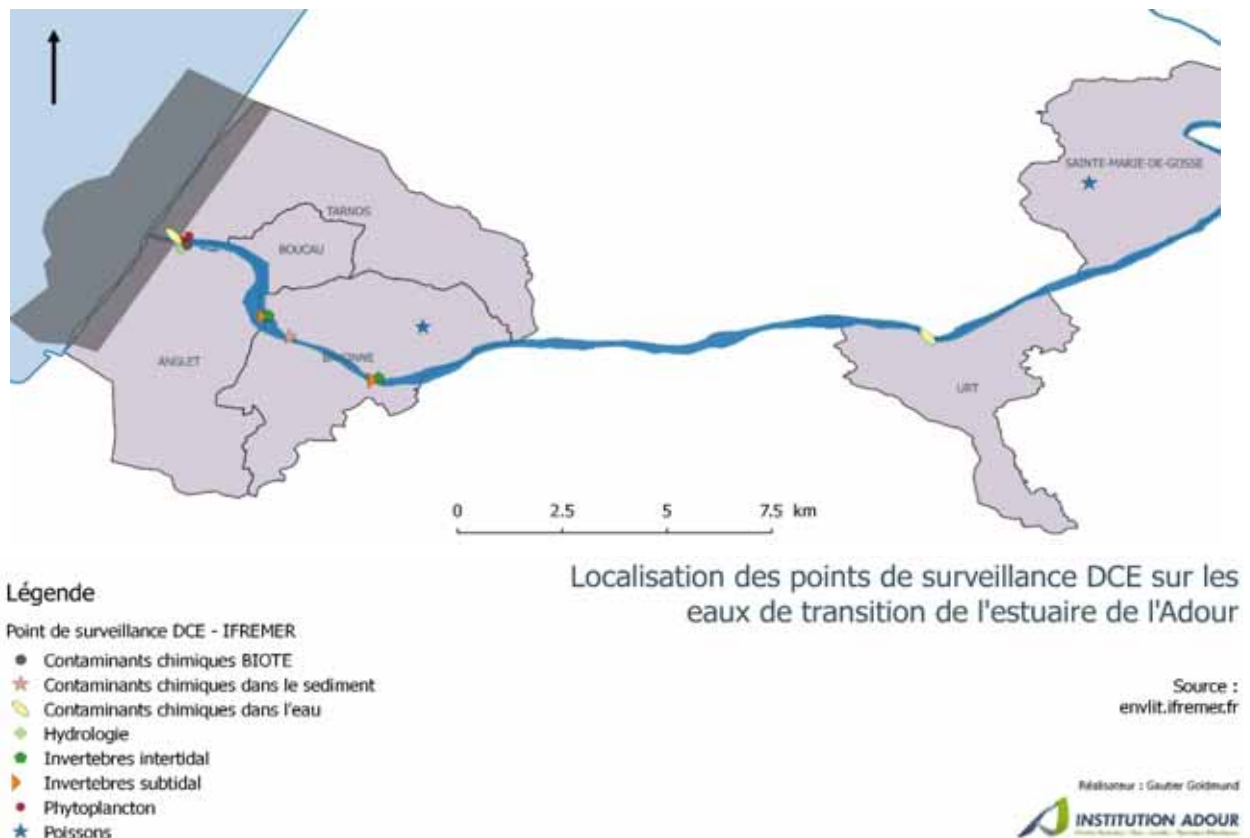 TARNOS
BOUCAU
SAINTE-MARIE-DE-GOSSE
ANGLET
URT
0 2.5 5 7.5 km
Localisation des points de surveillance DCE sur les
eaux de transition de l'estuaire de l'Adour
Légende
Point de surveillance DCE - IFREMER
Contaminants chimiques BIOTE
Contaminants chimiques dans le sediment
Contaminants chimiques dans l'eau
Hydrologie
Invertebres intertidal
Invertebres subtidal
Phytoplancton
Poissons
Source :
envlit.ifremer.fr
Réalisateur : Gautier Goldmund
INSTITUTION ADOUR